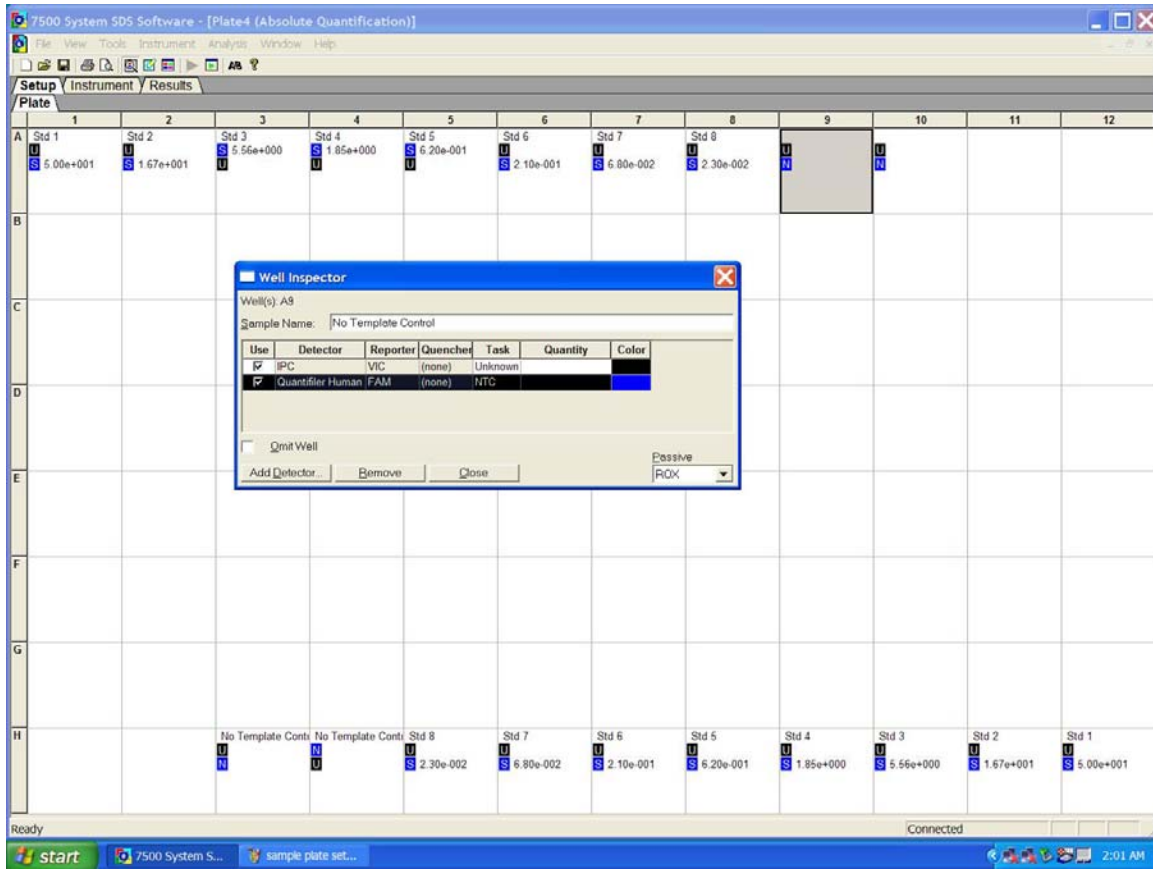 7500 System SDS Software - [Plate4 (Absolute Quantification)]
File View Tools Instrument Analysis Window Help
Setup Instrument Results
Plate
1 2 3 4 5 6 7 8 9 10 11 12
A Std 1 Std 2 Std 3 Std 4 Std 5 Std 6 Std 7 Std 8
U U S 5.56e+000 S 1.85e+000 S 6.20e-001 U U U U U
S 5.00e+001 S 1.67e+001 U U U S 2.10e-001 S 6.80e-002 S 2.30e-002 N N
B
Well Inspector
Well(s): A9
Sample Name: No Template Control
Use Detector Reporter Quencher Task Quantity Color
IPC VIC (none) Unknown
Quantifiler Human FAM (none) NTC
Omit Well
Passive
Add Detector... Remove Close ROX
C
D
E
F
G
H No Template Cont No Template Cont Std 8 Std 7 Std 6 Std 5 Std 4 Std 3 Std 2 Std 1
U N U U U U U U U U
N U S 2.30e-002 S 6.80e-002 S 2.10e-001 S 6.20e-001 S 1.85e+000 S 5.56e+000 S 1.67e+001 S 5.00e+001
Ready Connected
start 7500 System S... sample plate set... 2:01 AM